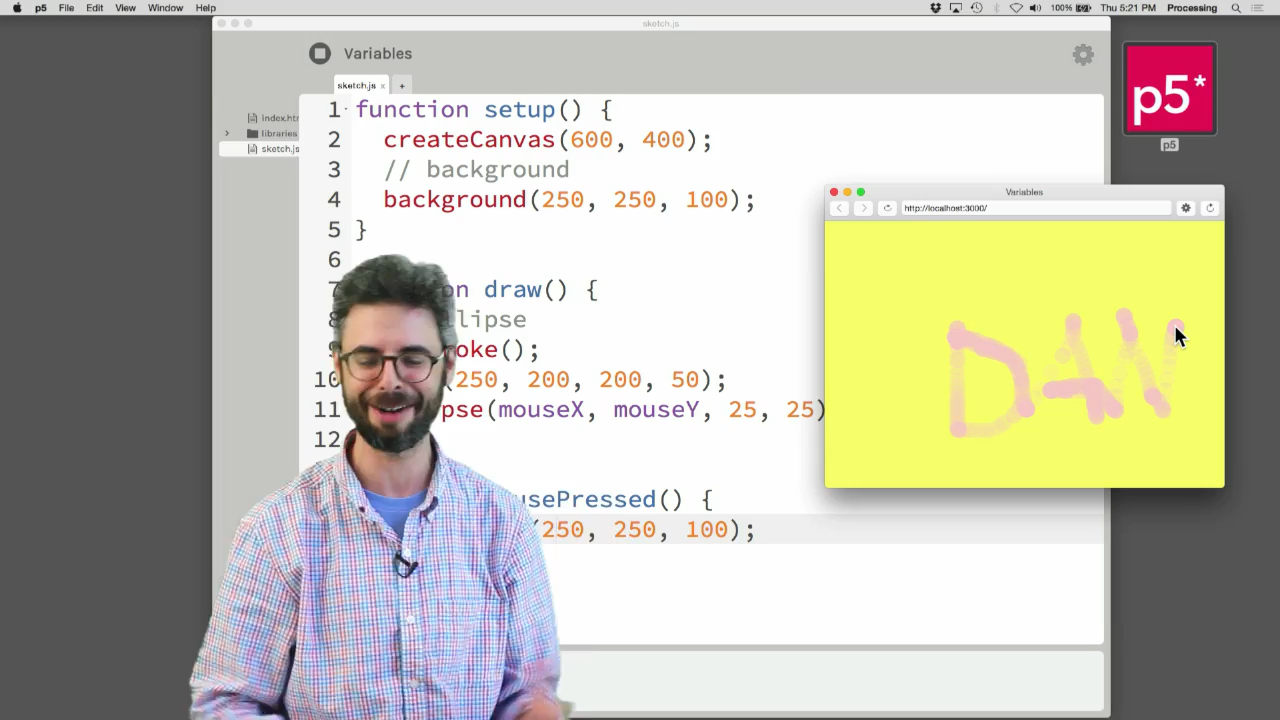 p5 File Edit View Window Help 100% Thu 5:21 PM Processing
sketch.js
Variables
sketch.js x +
index.htm
libraries
sketch.js
1 function setup() {
2 createCanvas(600, 400);
3 // background
4 background(250, 250, 100);
5 }
6
7 on draw() {
8 lipse
9 oke();
10 (250, 200, 200, 50);
11 pse(mouseX, mouseY, 25, 25)
12
usePressed() {
(250, 250, 100);
p5*
p5
Variables
http://localhost:3000/
DAN